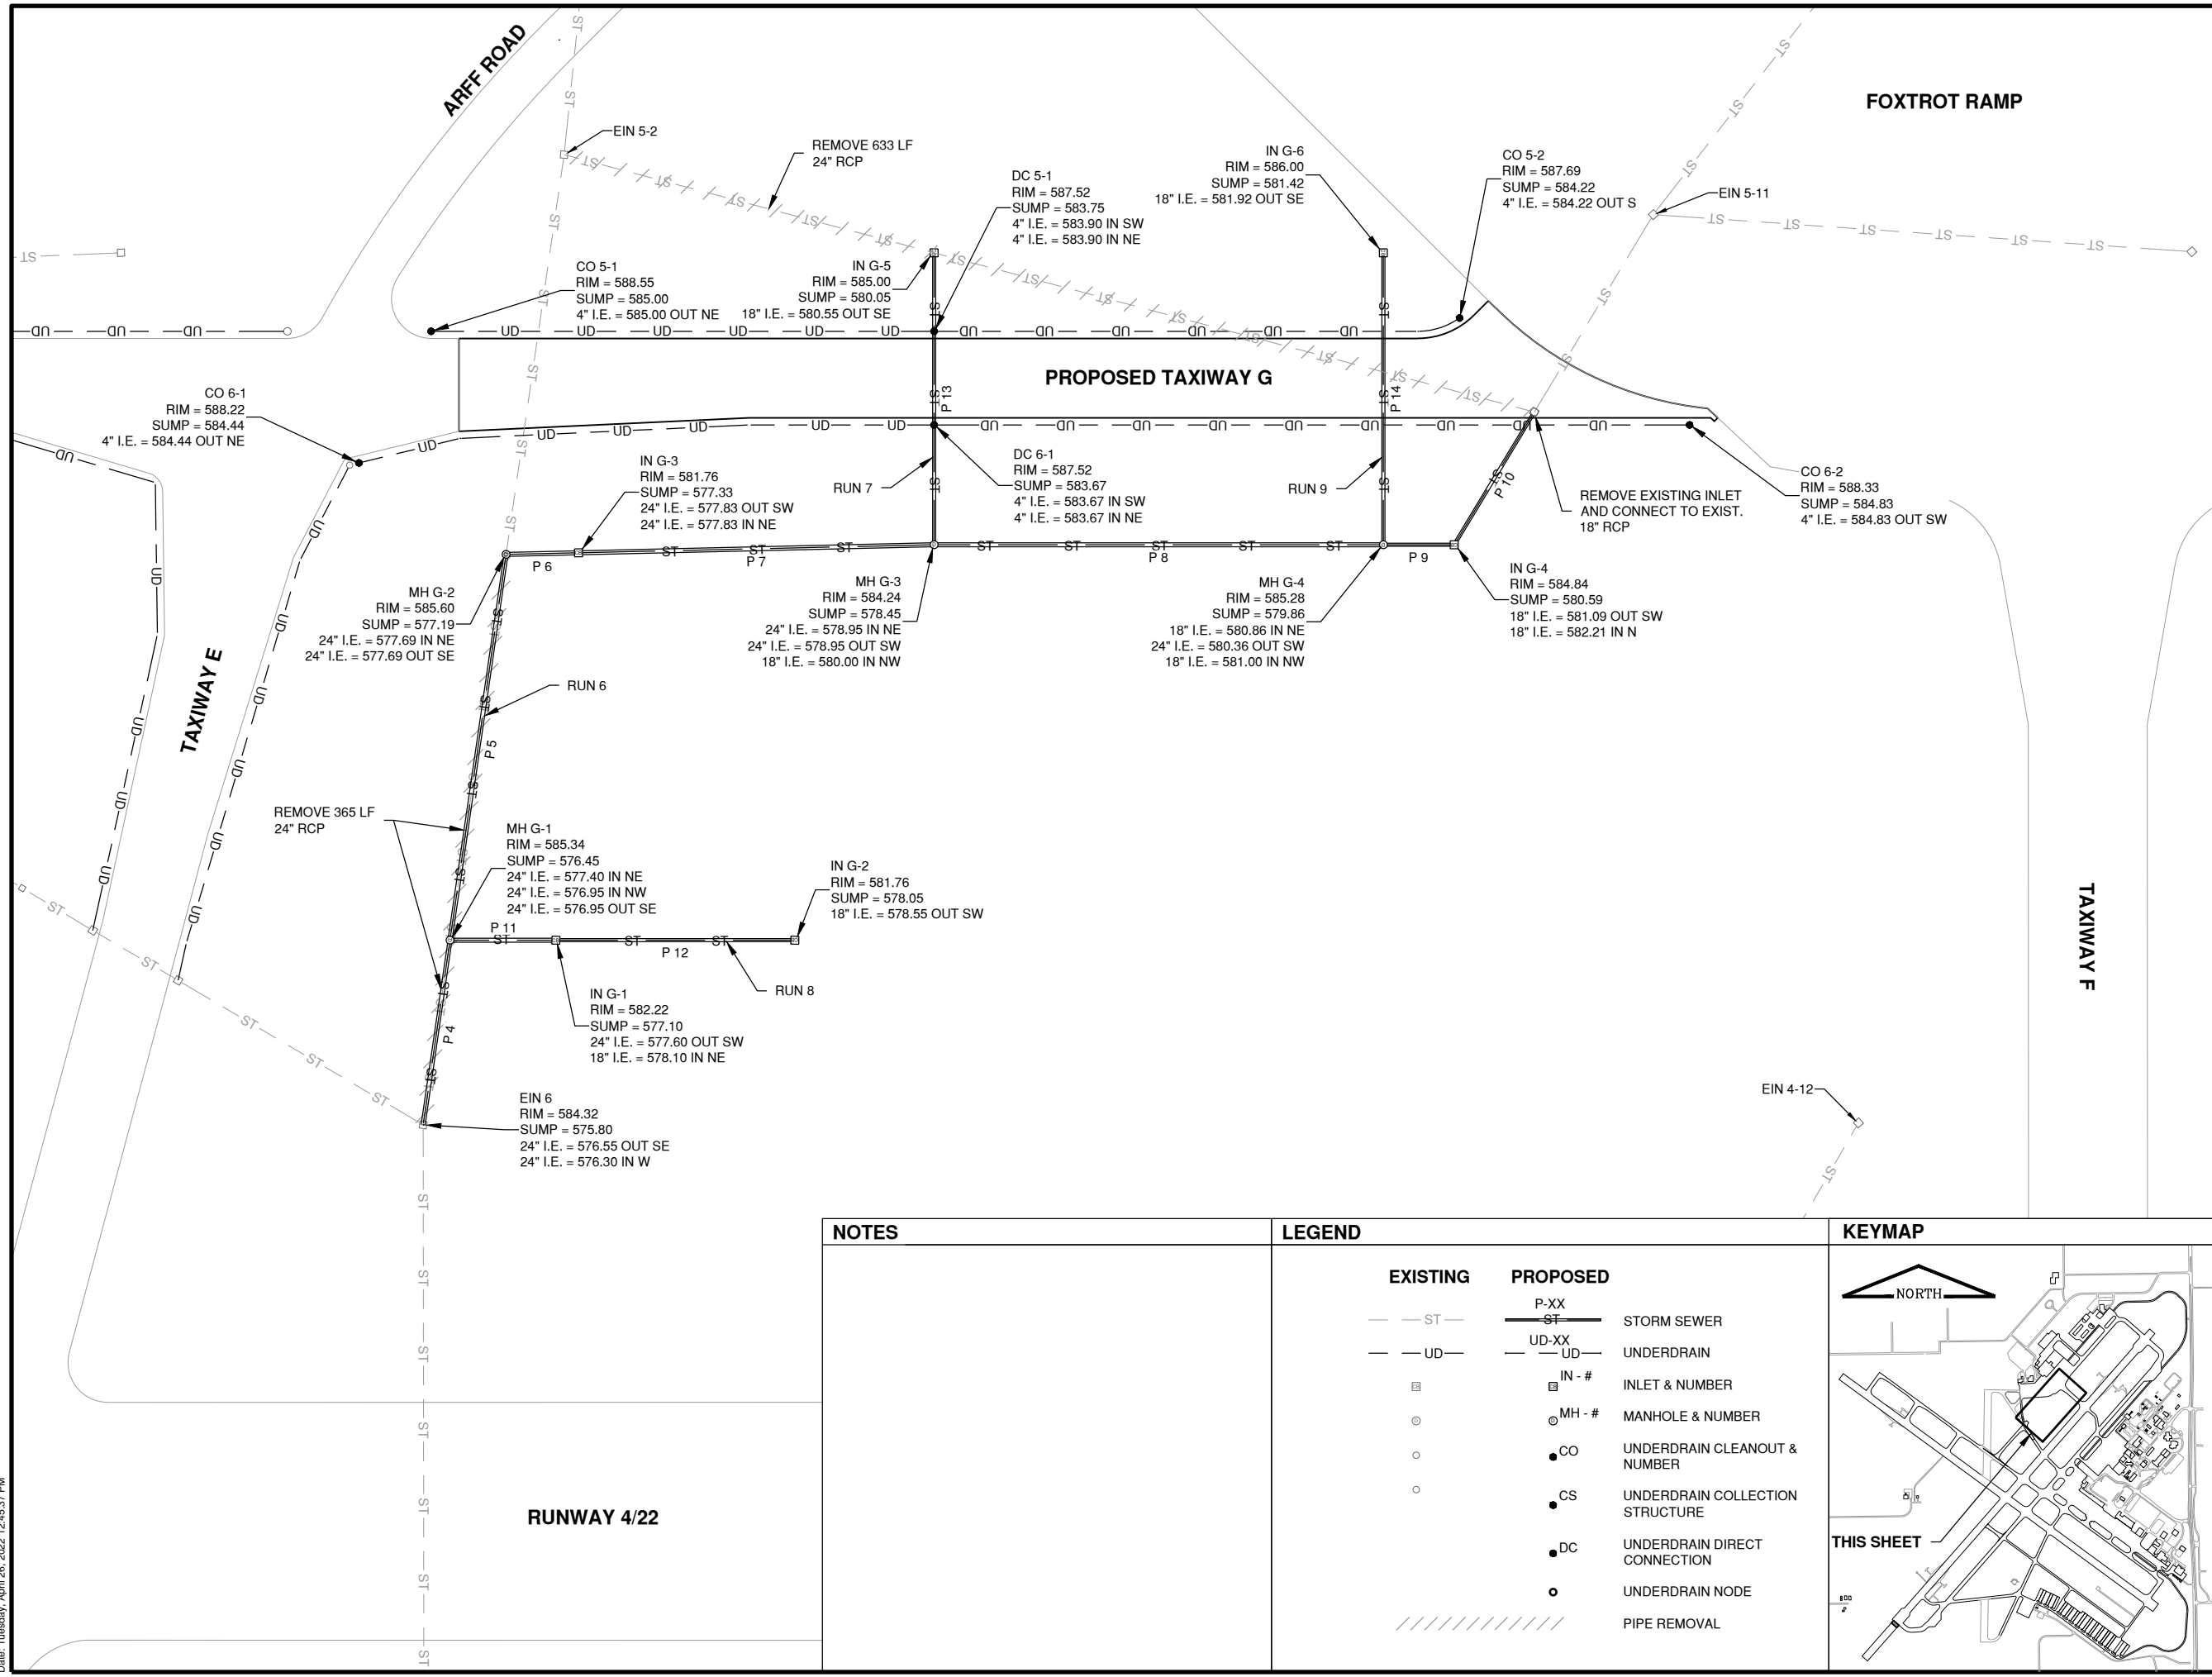 ARFF ROAD
FOXTROT RAMP
EIN 5-2
REMOVE 633 LF
24" RCP
IN G-6
RIM = 586.00
SUMP = 581.42
18" I.E. = 581.92 OUT SE
CO 5-2
RIM = 587.69
SUMP = 584.22
4" I.E. = 584.22 OUT S
EIN 5-11
DC 5-1
RIM = 587.52
SUMP = 583.75
4" I.E. = 583.90 IN SW
4" I.E. = 583.90 IN NE
CO 5-1
RIM = 588.55
SUMP = 585.00
4" I.E. = 585.00 OUT NE
IN G-5
RIM = 585.00
SUMP = 580.05
18" I.E. = 580.55 OUT SE
PROPOSED TAXIWAY G
P 13
P 14
CO 6-1
RIM = 588.22
SUMP = 584.44
4" I.E. = 584.44 OUT NE
IN G-3
RIM = 581.76
SUMP = 577.33
24" I.E. = 577.83 OUT SW
24" I.E. = 577.83 IN NE
RUN 7
DC 6-1
RIM = 587.52
SUMP = 583.67
4" I.E. = 583.67 IN SW
4" I.E. = 583.67 IN NE
RUN 9
P 10
REMOVE EXISTING INLET
AND CONNECT TO EXIST.
18" RCP
CO 6-2
RIM = 588.33
SUMP = 584.83
4" I.E. = 584.83 OUT SW
P 6
P 7
P 8
P 9
MH G-2
RIM = 585.60
SUMP = 577.19
24" I.E. = 577.69 IN NE
24" I.E. = 577.69 OUT SE
MH G-3
RIM = 584.24
SUMP = 578.45
24" I.E. = 578.95 IN NE
24" I.E. = 578.95 OUT SW
18" I.E. = 580.00 IN NW
MH G-4
RIM = 585.28
SUMP = 579.86
18" I.E. = 580.86 IN NE
24" I.E. = 580.36 OUT SW
18" I.E. = 581.00 IN NW
IN G-4
RIM = 584.84
SUMP = 580.59
18" I.E. = 581.09 OUT SW
18" I.E. = 582.21 IN N
TAXIWAY E
RUN 6
P 5
REMOVE 365 LF
24" RCP
MH G-1
RIM = 585.34
SUMP = 576.45
24" I.E. = 577.40 IN NE
24" I.E. = 576.95 IN NW
24" I.E. = 576.95 OUT SE
IN G-2
RIM = 581.76
SUMP = 578.05
18" I.E. = 578.55 OUT SW
TAXIWAY F
P 11
P 12
RUN 8
P 4
IN G-1
RIM = 582.22
SUMP = 577.10
24" I.E. = 577.60 OUT SW
18" I.E. = 578.10 IN NE
EIN 6
RIM = 584.32
SUMP = 575.80
24" I.E. = 576.55 OUT SE
24" I.E. = 576.30 IN W
EIN 4-12
RUNWAY 4/22
NOTES
LEGEND
EXISTING PROPOSED
P-XX
ST ST STORM SEWER
UD-XX
UD UD UNDERDRAIN
IN - # INLET & NUMBER
MH - # MANHOLE & NUMBER
CO UNDERDRAIN CLEANOUT &
NUMBER
CS UNDERDRAIN COLLECTION
STRUCTURE
DC UNDERDRAIN DIRECT
CONNECTION
UNDERDRAIN NODE
PIPE REMOVAL
KEYMAP
NORTH
THIS SHEET
Date: Tuesday, April 26, 2022 12:45:37 PM